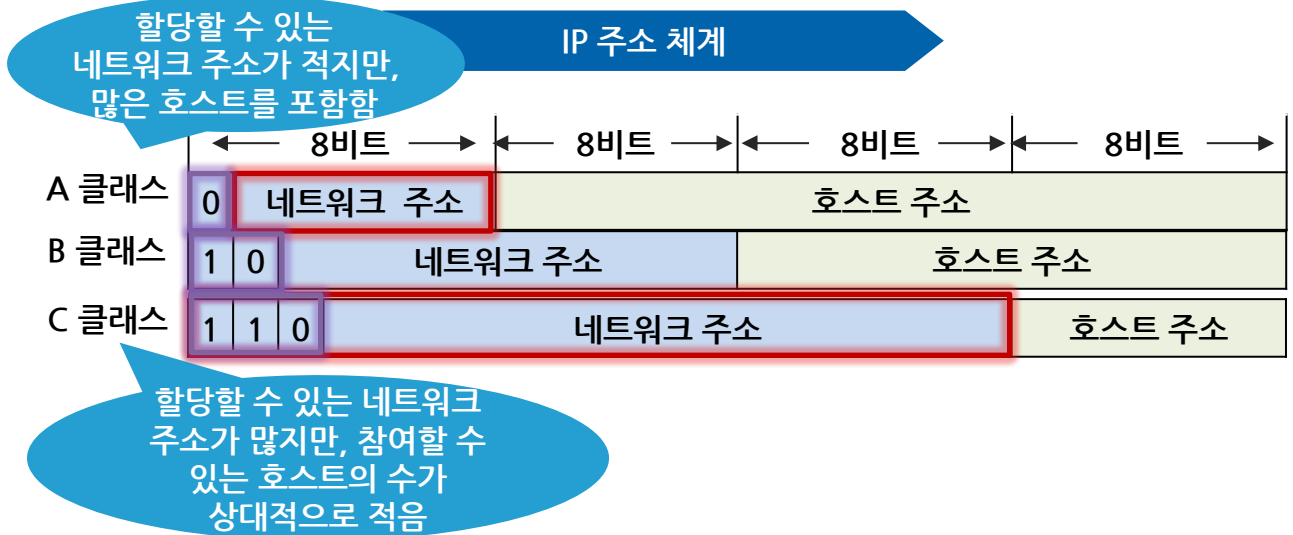 할당할 수 있는
네트워크 주소가 적지만,
많은 호스트를 포함함
IP 주소 체계
8비트 8비트 8비트 8비트
A 클래스 0 네트워크 주소 호스트 주소
B 클래스 1 0 네트워크 주소 호스트 주소
C 클래스 1 1 0 네트워크 주소 호스트 주소
할당할 수 있는 네트워크
주소가 많지만, 참여할 수
있는 호스트의 수가
상대적으로 적음